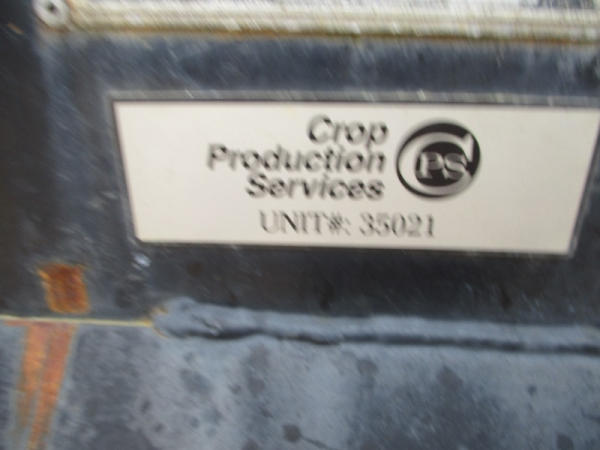 Crop
Production
Services
CPS
UNIT#: 35021